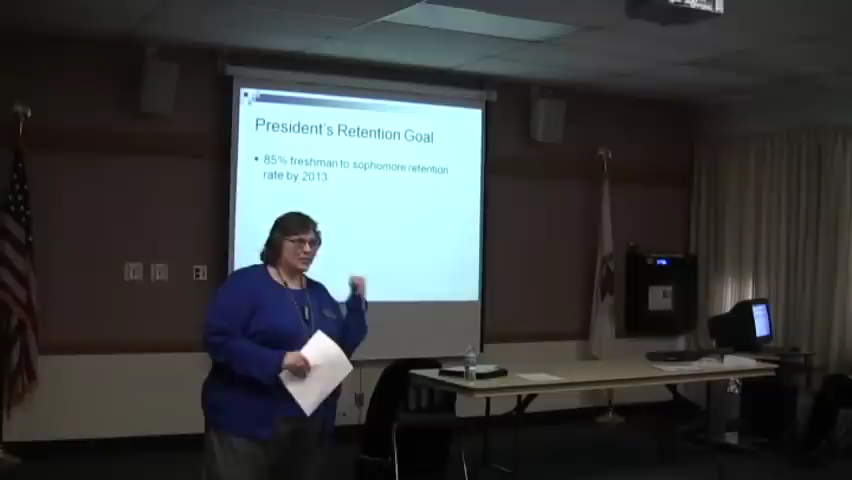 President's Retention Goal
• 85% freshman to sophomore retention
rate by 2013